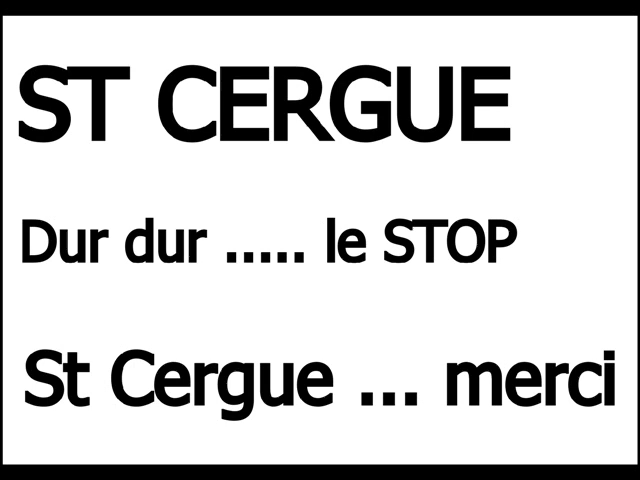 ST CERGUE
Dur dur ..... le STOP
St Cergue ... merci